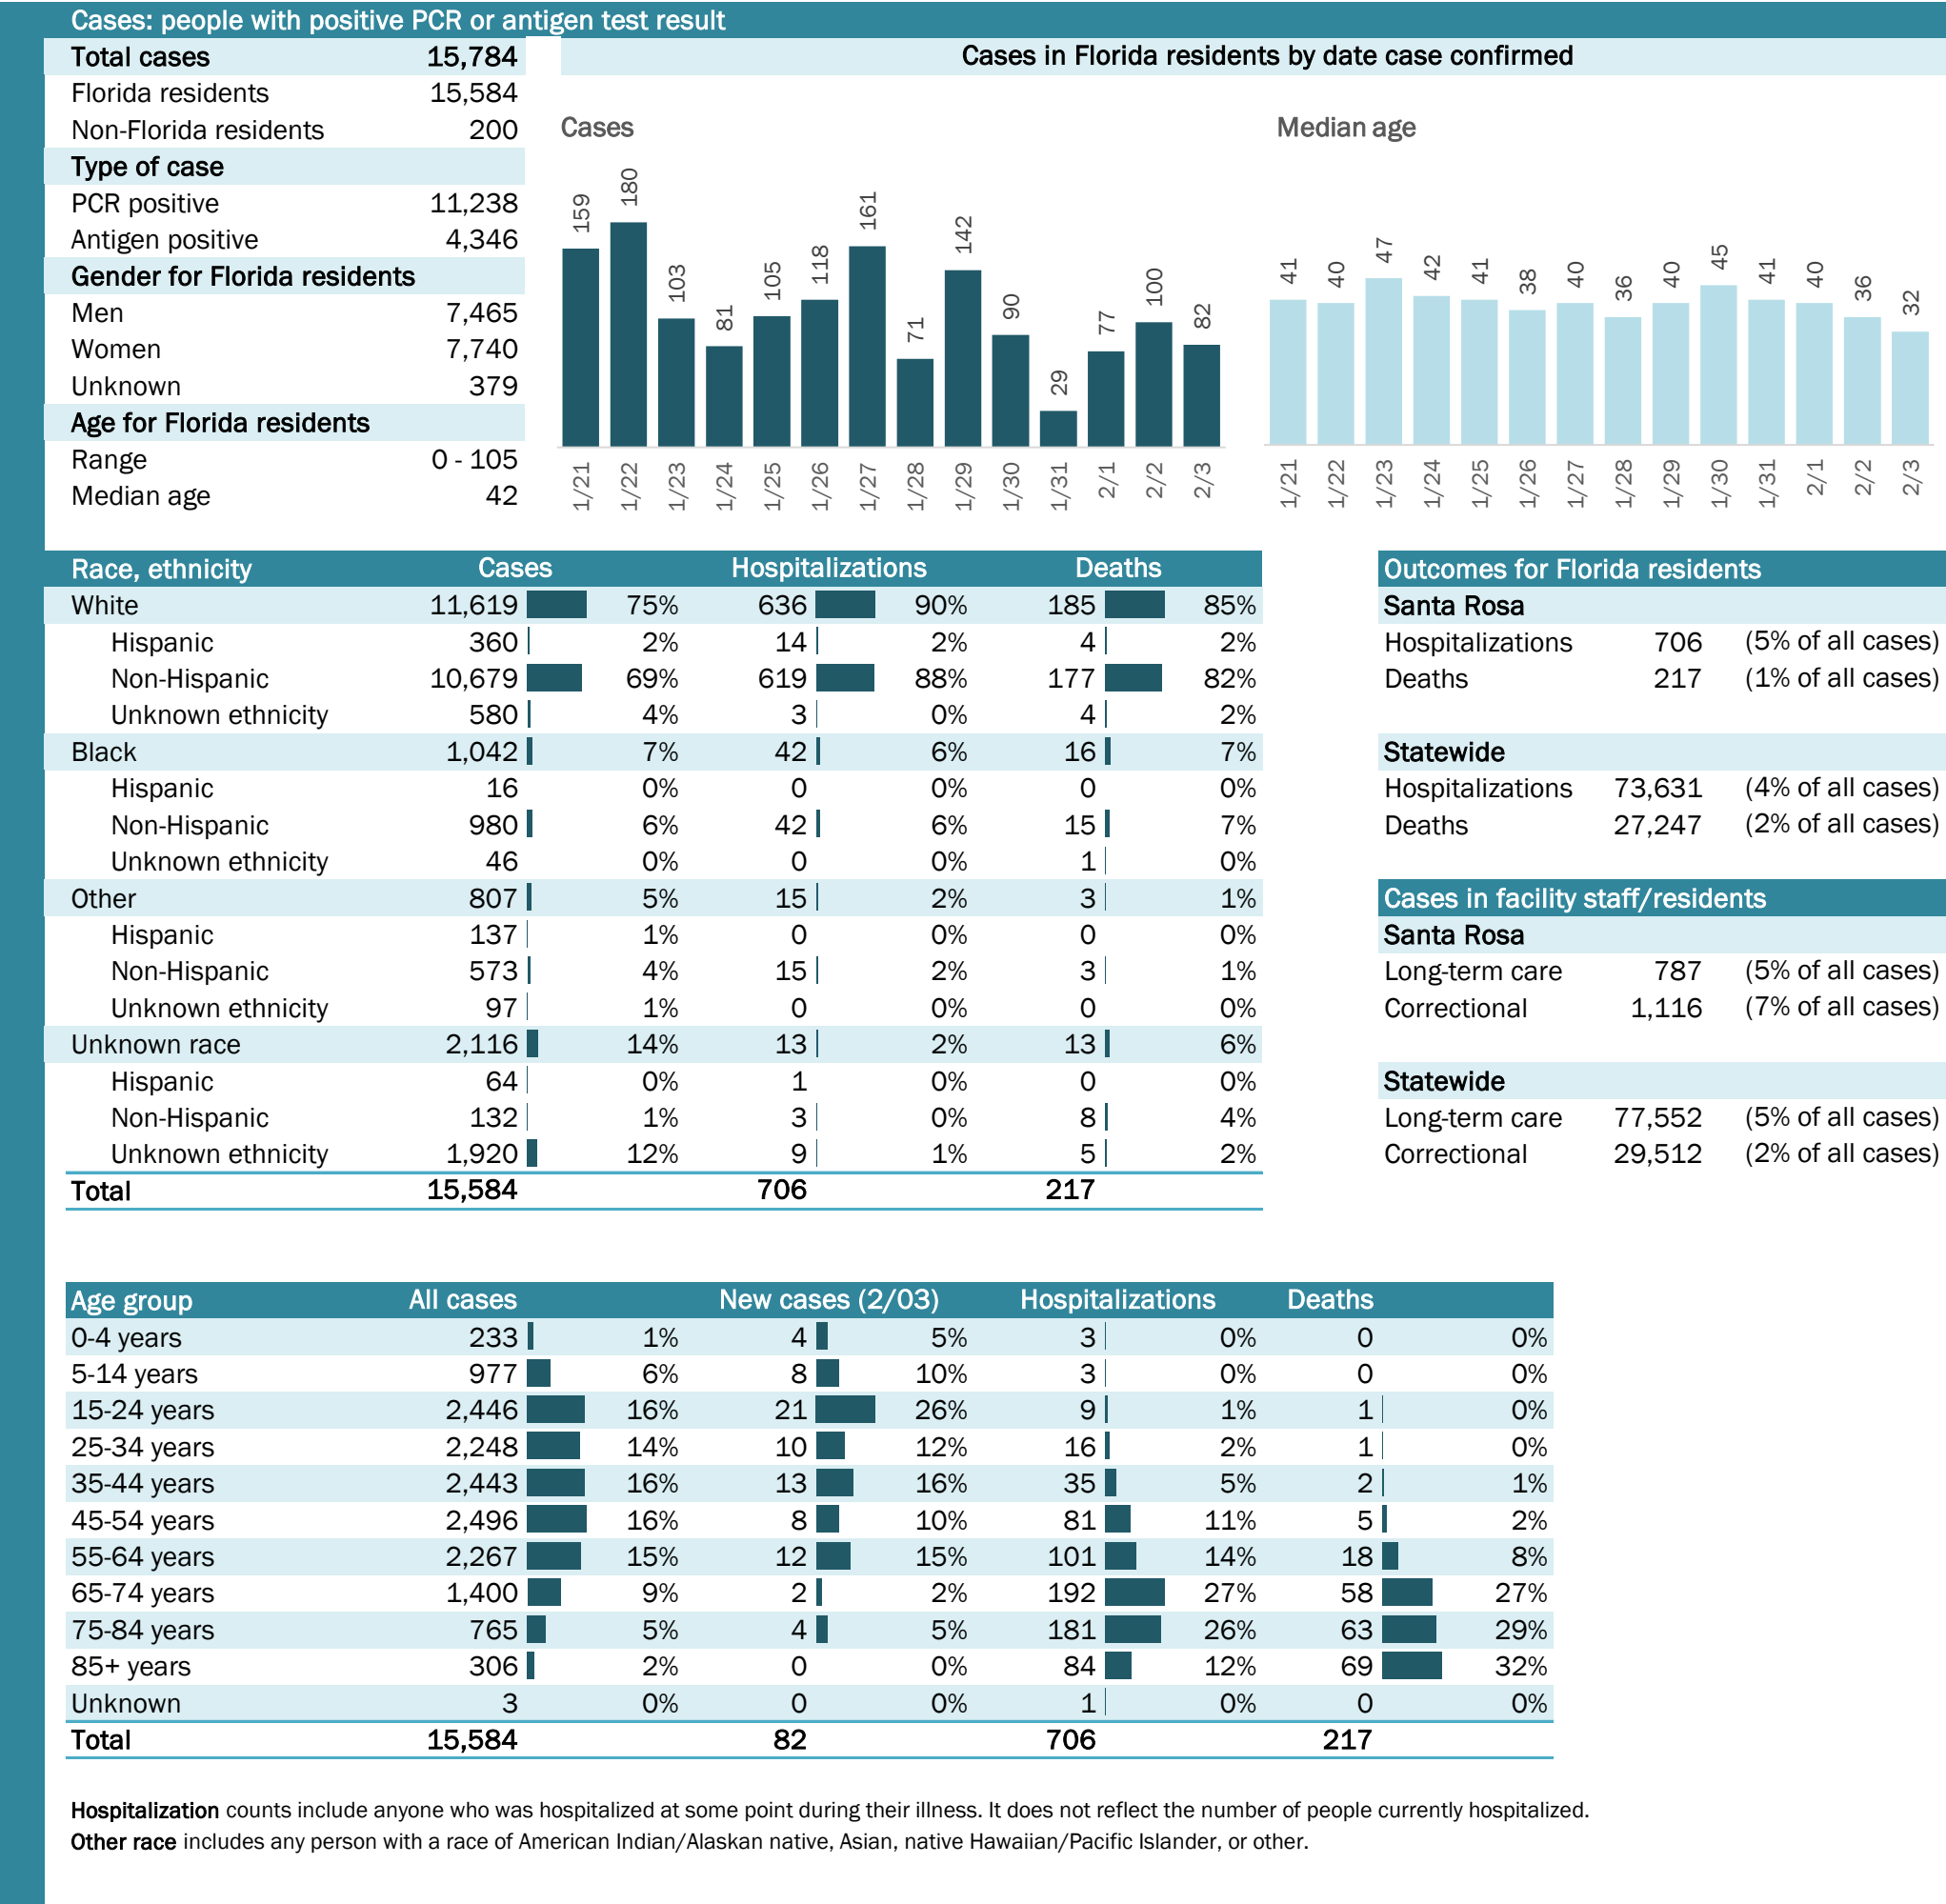 Cases: people with positive PCR or antigen test result
Total cases 15,784
Florida residents 15,584
Non-Florida residents 200
Type of case
PCR positive 11,238
Antigen positive 4,346
Gender for Florida residents
Men 7,465
Women 7,740
Unknown 379
Age for Florida residents
Range 0 - 105
Median age 42
Cases in Florida residents by date case confirmed
Cases
159 180 103 81 105 118 161 71 142 90 29 77 100 82
1/21 1/22 1/23 1/24 1/25 1/26 1/27 1/28 1/29 1/30 1/31 2/1 2/2 2/3
Median age
41 40 47 42 41 38 40 36 40 45 41 40 36 32
1/21 1/22 1/23 1/24 1/25 1/26 1/27 1/28 1/29 1/30 1/31 2/1 2/2 2/3
Race, ethnicity Cases Hospitalizations Deaths
White 11,619 75% 636 90% 185 85%
Hispanic 360 2% 14 2% 4 2%
Non-Hispanic 10,679 69% 619 88% 177 82%
Unknown ethnicity 580 4% 3 0% 4 2%
Black 1,042 7% 42 6% 16 7%
Hispanic 16 0% 0 0% 0 0%
Non-Hispanic 980 6% 42 6% 15 7%
Unknown ethnicity 46 0% 0 0% 1 0%
Other 807 5% 15 2% 3 1%
Hispanic 137 1% 0 0% 0 0%
Non-Hispanic 573 4% 15 2% 3 1%
Unknown ethnicity 97 1% 0 0% 0 0%
Unknown race 2,116 14% 13 2% 13 6%
Hispanic 64 0% 1 0% 0 0%
Non-Hispanic 132 1% 3 0% 8 4%
Unknown ethnicity 1,920 12% 9 1% 5 2%
Total 15,584 706 217
Outcomes for Florida residents
Santa Rosa
Hospitalizations 706 (5% of all cases)
Deaths 217 (1% of all cases)
Statewide
Hospitalizations 73,631 (4% of all cases)
Deaths 27,247 (2% of all cases)
Cases in facility staff/residents
Santa Rosa
Long-term care 787 (5% of all cases)
Correctional 1,116 (7% of all cases)
Statewide
Long-term care 77,552 (5% of all cases)
Correctional 29,512 (2% of all cases)
Age group All cases New cases (2/03) Hospitalizations Deaths
0-4 years 233 1% 4 5% 3 0% 0 0%
5-14 years 977 6% 8 10% 3 0% 0 0%
15-24 years 2,446 16% 21 26% 9 1% 1 0%
25-34 years 2,248 14% 10 12% 16 2% 1 0%
35-44 years 2,443 16% 13 16% 35 5% 2 1%
45-54 years 2,496 16% 8 10% 81 11% 5 2%
55-64 years 2,267 15% 12 15% 101 14% 18 8%
65-74 years 1,400 9% 2 2% 192 27% 58 27%
75-84 years 765 5% 4 5% 181 26% 63 29%
85+ years 306 2% 0 0% 84 12% 69 32%
Unknown 3 0% 0 0% 1 0% 0 0%
Total 15,584 82 706 217
Hospitalization counts include anyone who was hospitalized at some point during their illness. It does not reflect the number of people currently hospitalized.
Other race includes any person with a race of American Indian/Alaskan native, Asian, native Hawaiian/Pacific Islander, or other.